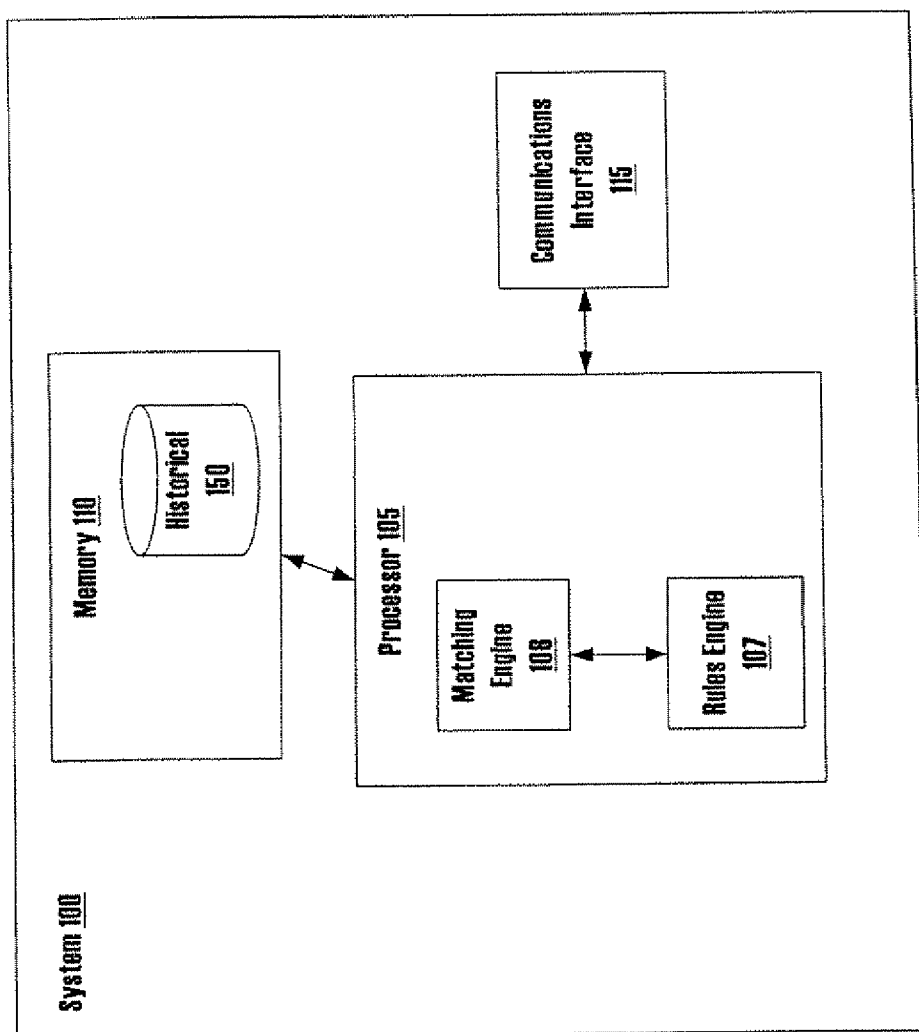 System 100
Memory 110
Historical
150
Processor 105
Matching
Engine
108
Rules Engine
107
Communications
Interface
115